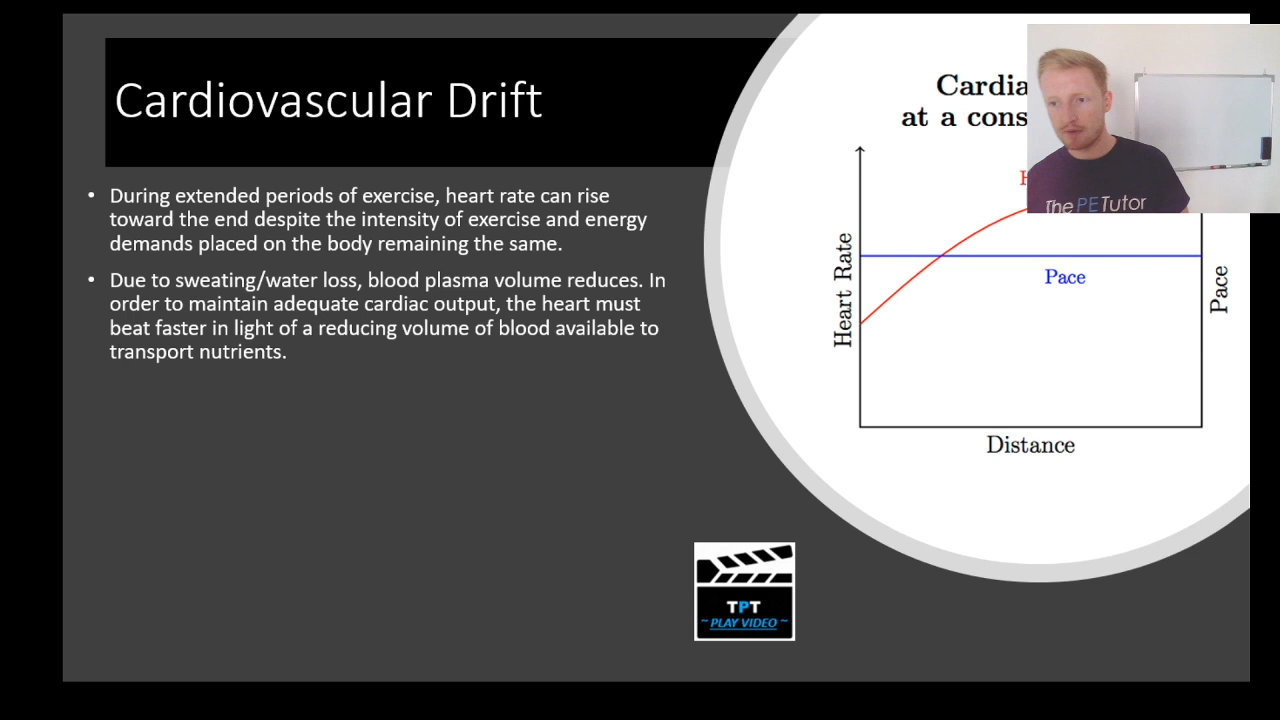 Cardiovascular Drift
• During extended periods of exercise, heart rate can rise
toward the end despite the intensity of exercise and energy
demands placed on the body remaining the same.
• Due to sweating/water loss, blood plasma volume reduces. In
order to maintain adequate cardiac output, the heart must
beat faster in light of a reducing volume of blood available to
transport nutrients.
at a
Heart Rate
Pace
Pace
Distance
The PE Tutor
TPT
~ PLAY VIDEO ~